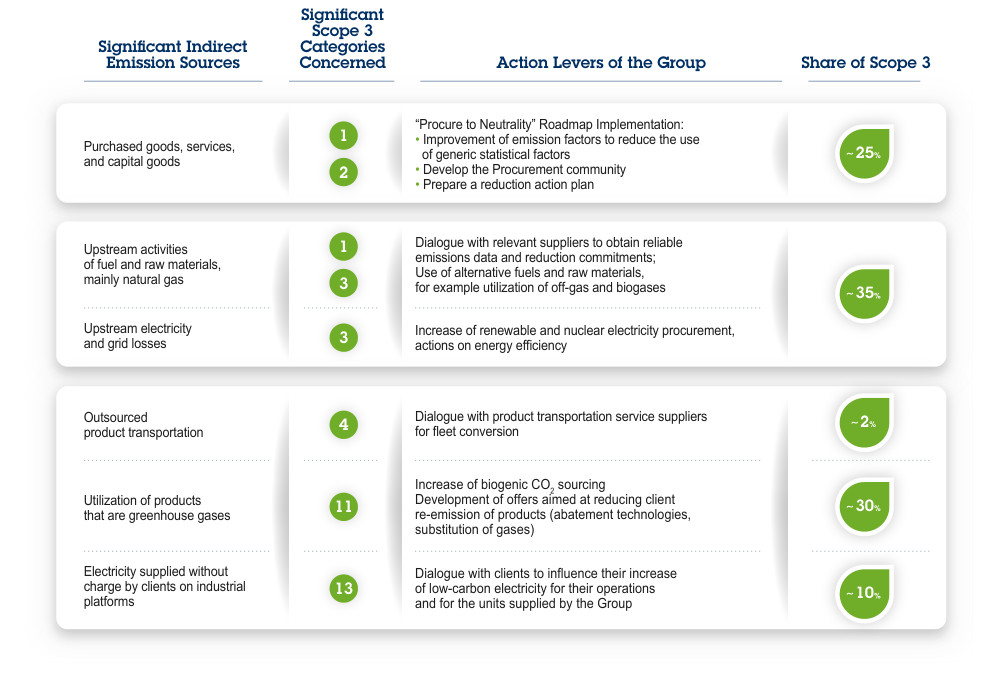 Significant Indirect
Emission Sources
Significant
Scope 3
Categories
Concerned
Action Levers of the Group
Share of Scope 3
Purchased goods, services,
and capital goods
1
2
“Procure to Neutrality” Roadmap Implementation:
• Improvement of emission factors to reduce the use
of generic statistical factors
• Develop the Procurement community
• Prepare a reduction action plan
~25%
Upstream activities
of fuel and raw materials,
mainly natural gas
1
3
Dialogue with relevant suppliers to obtain reliable
emissions data and reduction commitments;
Use of alternative fuels and raw materials,
for example utilization of off-gas and biogases
~35%
Upstream electricity
and grid losses
3
Increase of renewable and nuclear electricity procurement,
actions on energy efficiency
Outsourced
product transportation
4
Dialogue with product transportation service suppliers
for fleet conversion
~2%
Utilization of products
that are greenhouse gases
11
Increase of biogenic CO₂ sourcing
Development of offers aimed at reducing client
re-emission of products (abatement technologies,
substitution of gases)
~30%
Electricity supplied without
charge by clients on industrial
platforms
13
Dialogue with clients to influence their increase
of low-carbon electricity for their operations
and for the units supplied by the Group
~10%